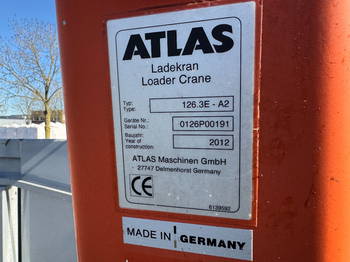 ATLAS
Ladekran
Loader Crane
Typ: 126.3E - A2
Type:
Geräte Nr.: 0126P00191
Serial No.:
Baujahr: 2012
Year of
construction:
ATLAS Maschinen GmbH
- 27747 Delmenhorst Germany
CE
6139592
MADE IN GERMANY